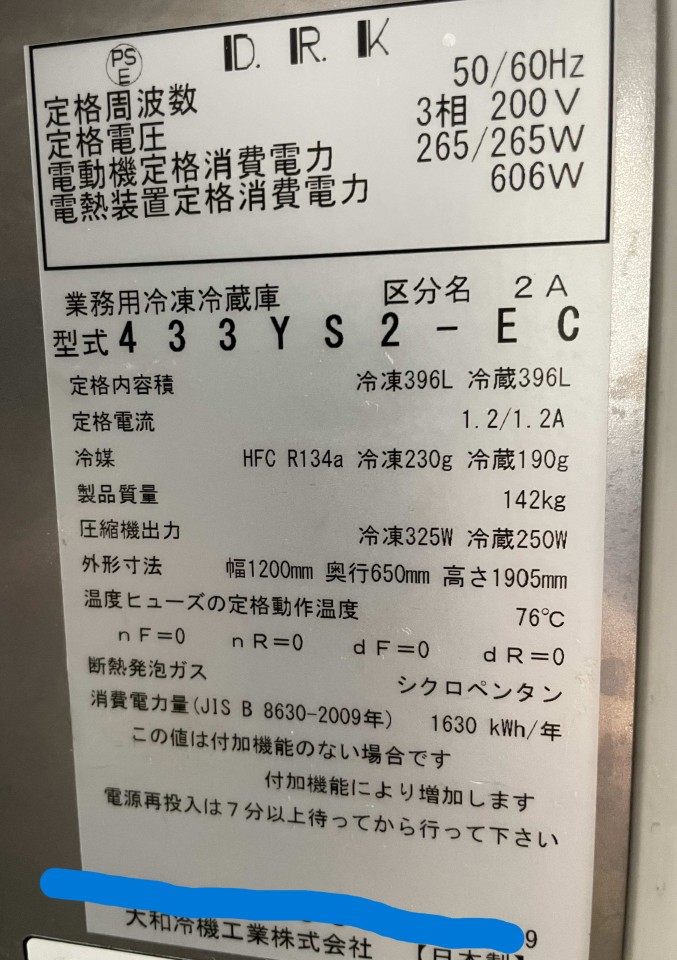 PS
E
D.R.K
定格周波数 50/60Hz
定格電圧 3相 200V
電動機定格消費電力 265/265W
電熱装置定格消費電力 606W
業務用冷凍冷蔵庫 区分名 2A
型式 433YS2-EC
定格内容積 冷凍396L 冷蔵396L
定格電流 1.2/1.2A
冷媒 HFC R134a 冷凍230g 冷蔵190g
製品質量 142kg
圧縮機出力 冷凍325W 冷蔵250W
外形寸法 幅1200mm 奥行650mm 高さ1905mm
温度ヒューズの定格動作温度 76℃
nF=0 nR=0 dF=0 dR=0
断熱発泡ガス シクロペンタン
消費電力量(JIS B 8630-2009年) 1630 kWh/年
この値は付加機能のない場合です
付加機能により増加します
電源再投入は7分以上待ってから行って下さい
9
大和冷機工業株式会社 【日本製】